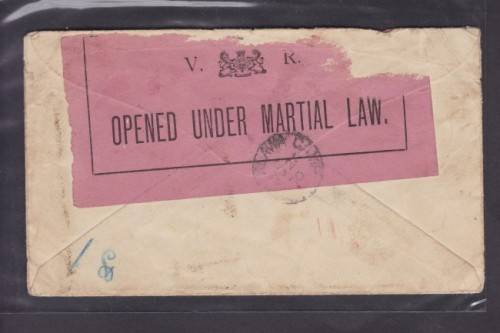 V. R.
OPENED UNDER MARTIAL LAW.